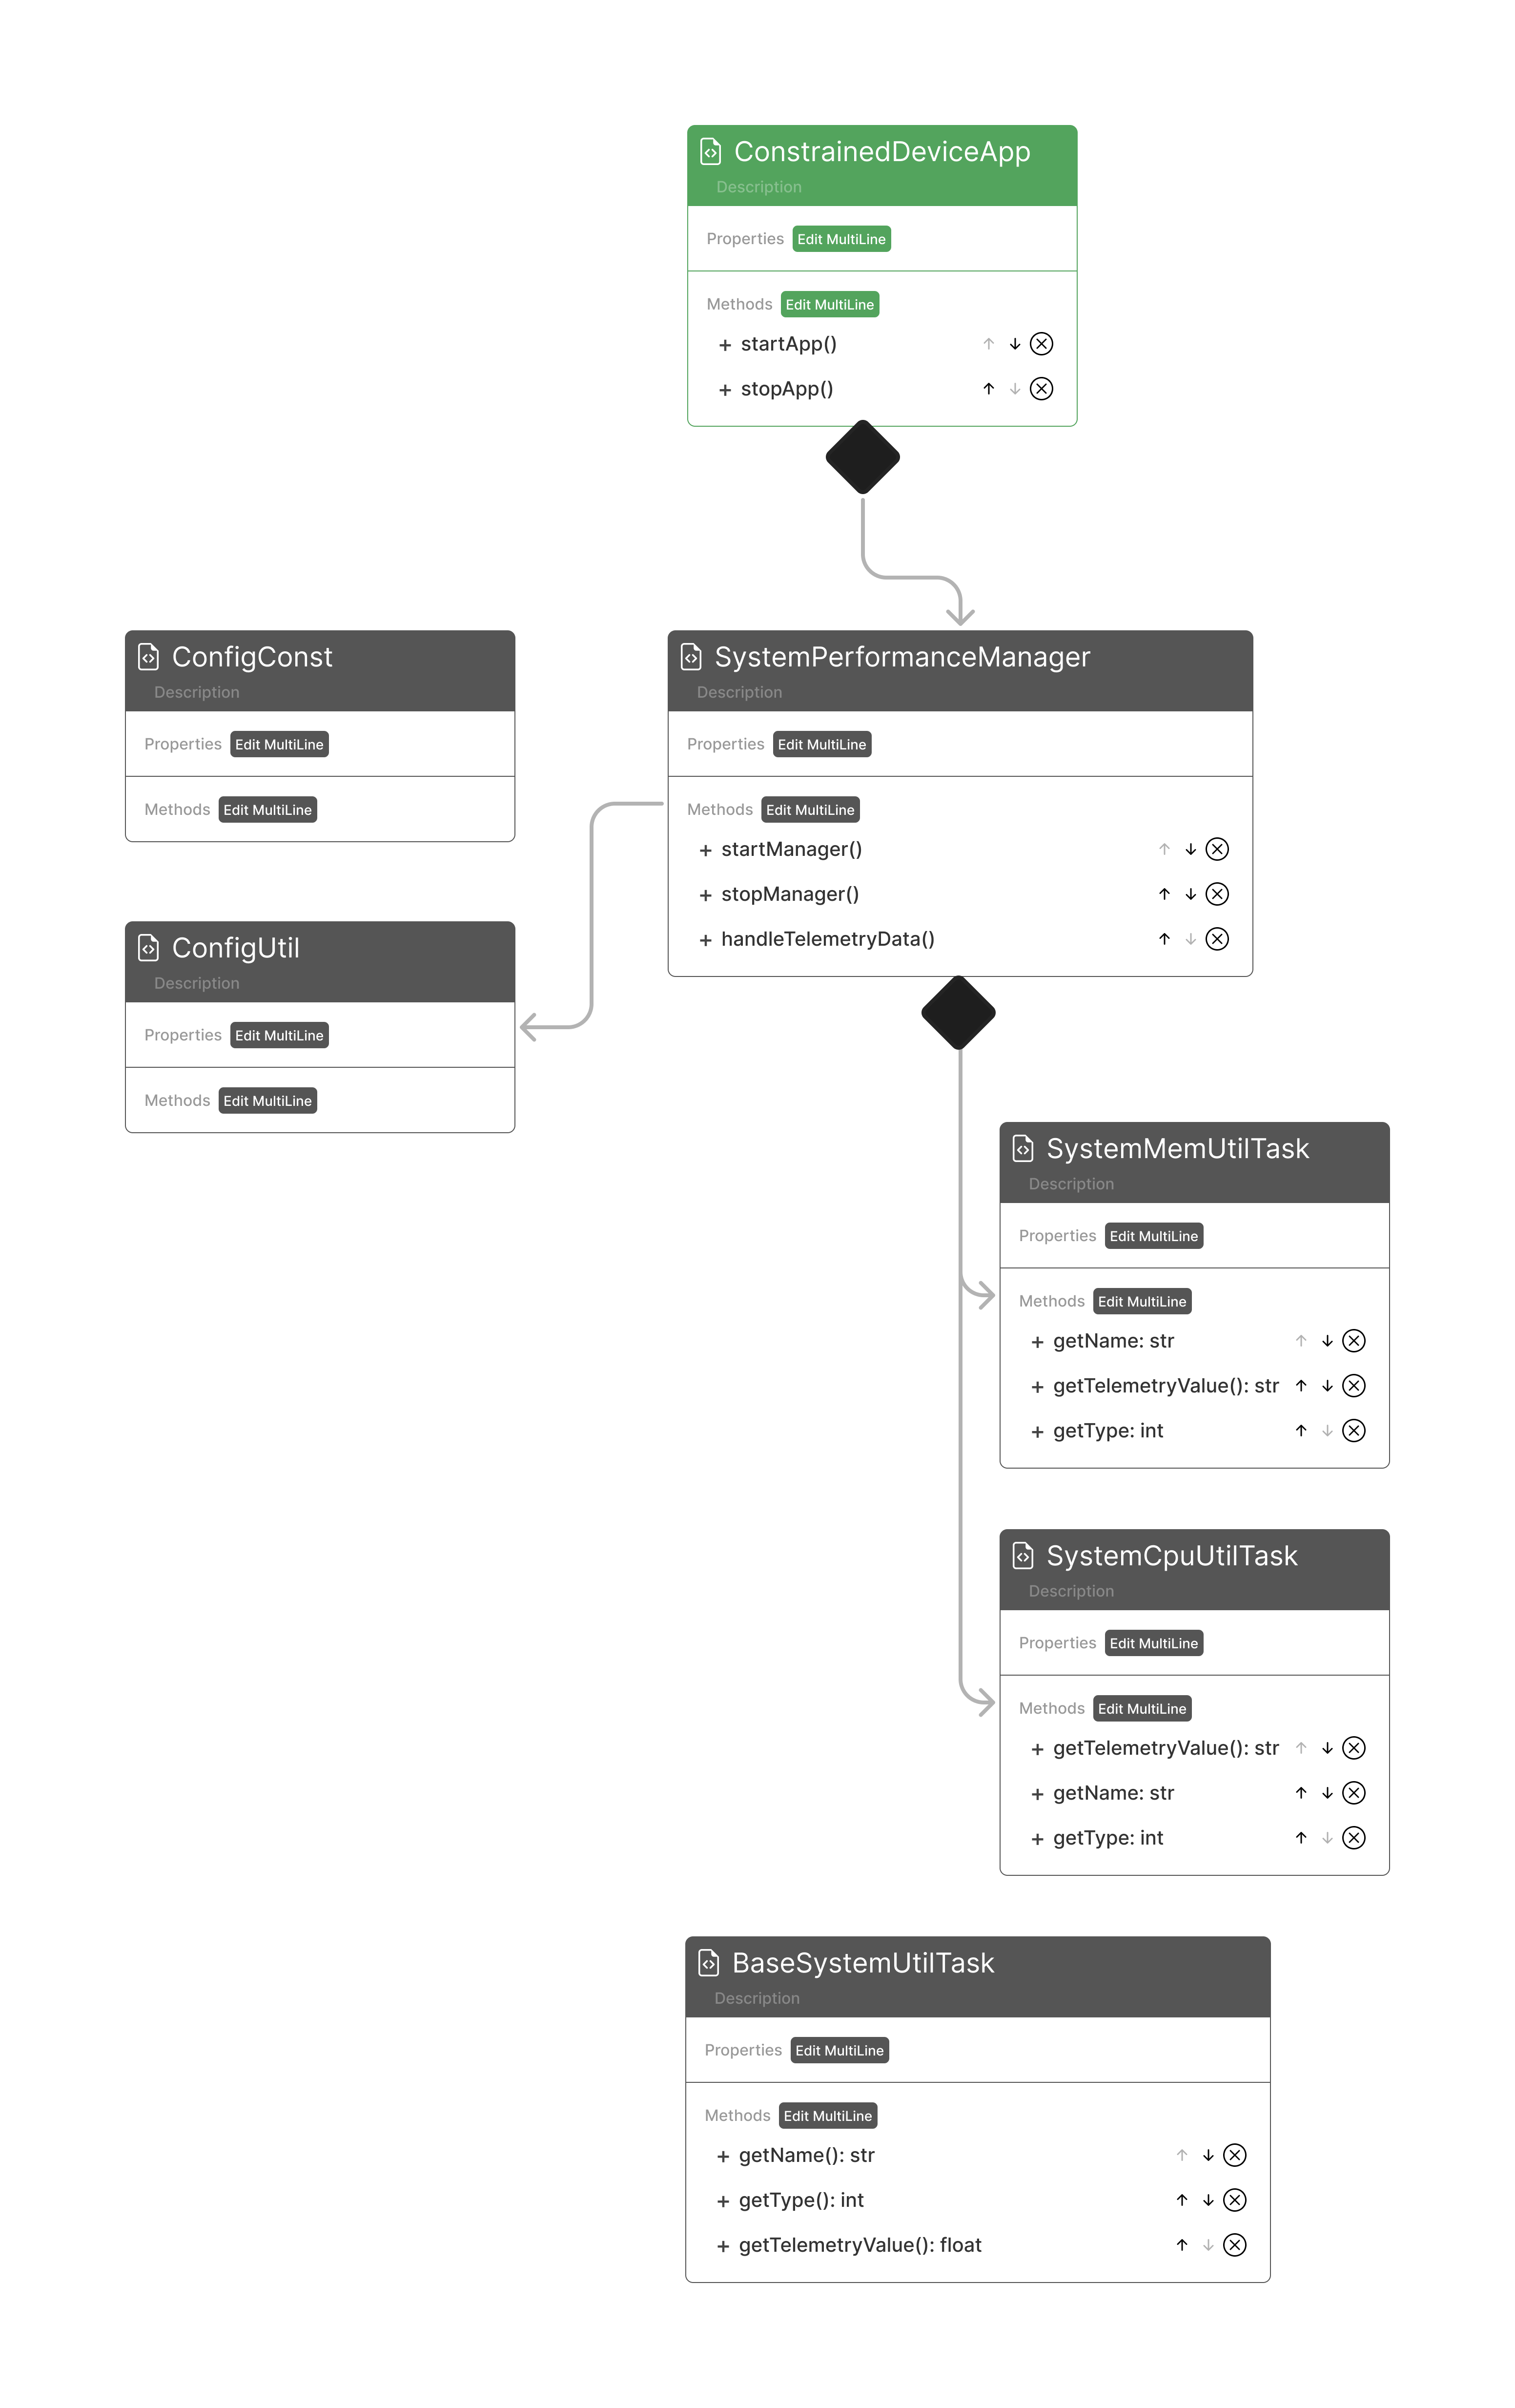 ConstrainedDeviceApp
Description
Properties Edit MultiLine
Methods Edit MultiLine
+ startApp()
+ stopApp()
ConfigConst
Description
Properties Edit MultiLine
Methods Edit MultiLine
SystemPerformanceManager
Description
Properties Edit MultiLine
Methods Edit MultiLine
+ startManager()
+ stopManager()
+ handleTelemetryData()
ConfigUtil
Description
Properties Edit MultiLine
Methods Edit MultiLine
SystemMemUtilTask
Description
Properties Edit MultiLine
Methods Edit MultiLine
+ getName: str
+ getTelemetryValue(): str
+ getType: int
SystemCpuUtilTask
Description
Properties Edit MultiLine
Methods Edit MultiLine
+ getTelemetryValue(): str
+ getName: str
+ getType: int
BaseSystemUtilTask
Description
Properties Edit MultiLine
Methods Edit MultiLine
+ getName(): str
+ getType(): int
+ getTelemetryValue(): float